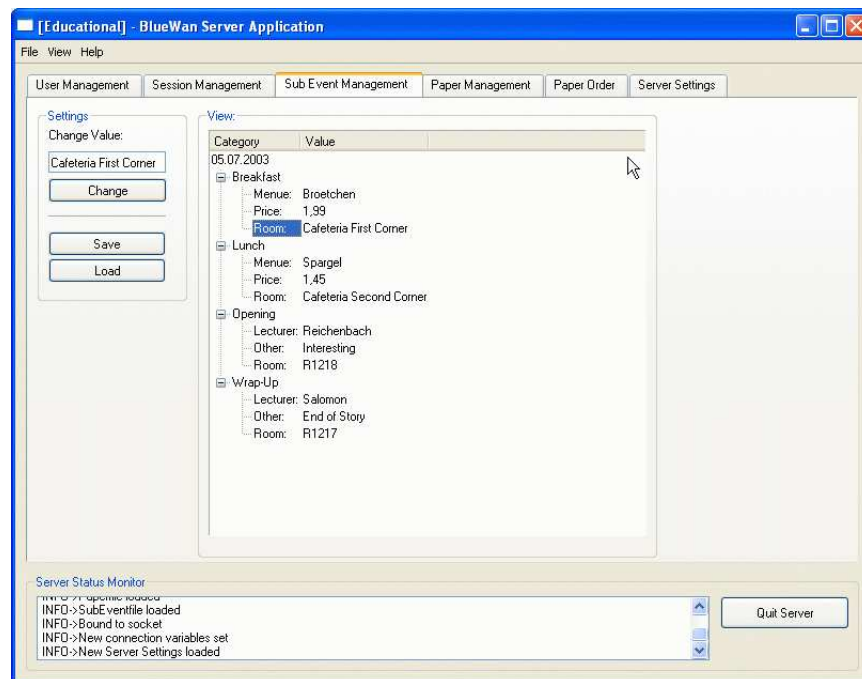 [Educational] - BlueWan Server Application
File View Help
User Management Session Management Sub Event Management Paper Management Paper Order Server Settings
Settings
Change Value:
Cafeteria First Corner
Change
Save
Load
View:
Category Value
05.07.2003
Breakfast
Menue: Broetchen
Price: 1,99
Room: Cafeteria First Corner
Lunch
Menue: Spargel
Price: 1,45
Room: Cafeteria Second Corner
Opening
Lecturer: Reichenbach
Other: Interesting
Room: R1218
Wrap-Up
Lecturer: Salomon
Other: End of Story
Room: R1217
Server Status Monitor
INFO->SubEventfile loaded
INFO->Bound to socket
INFO->New connection variables set
INFO->New Server Settings loaded
Quit Server